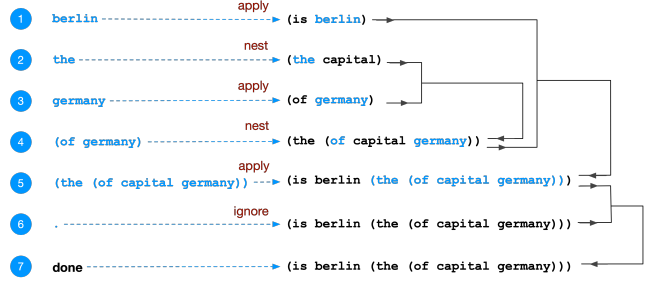 apply
1 berlin (is berlin)
nest
2 the (the capital)
apply
3 germany (of germany)
nest
4 (of germany) (the (of capital germany))
apply
5 (the (of capital germany)) (is berlin (the (of capital germany)))
ignore
6 . (is berlin (the (of capital germany)))
7 done (is berlin (the (of capital germany)))